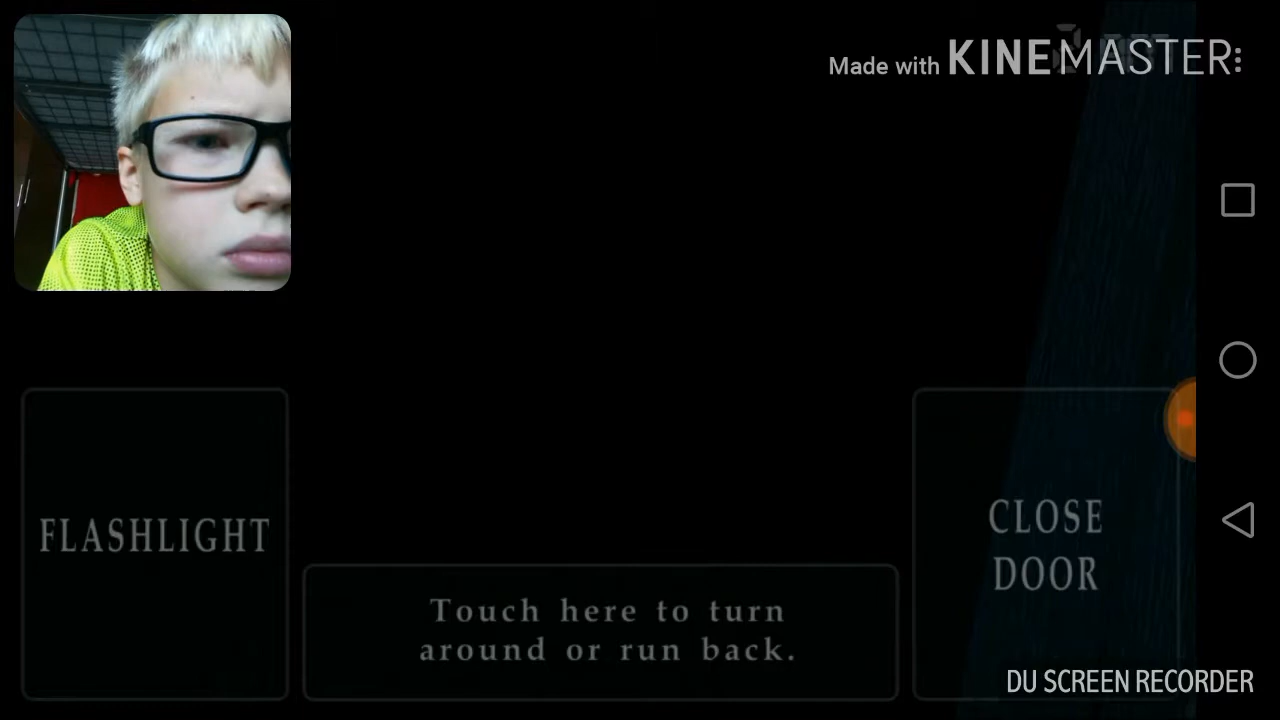 Made with KINEMASTER
FLASHLIGHT
CLOSE
DOOR
Touch here to turn
around or run back.
DU SCREEN RECORDER